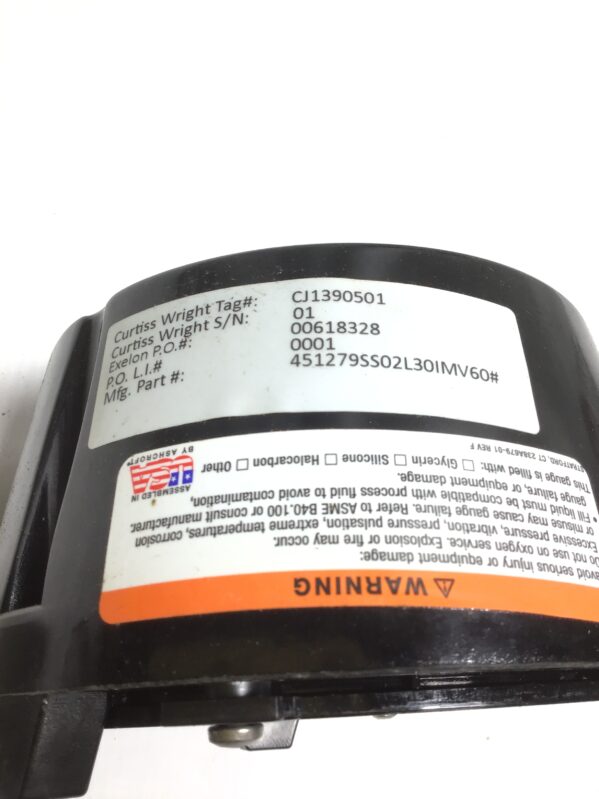 Curtiss Wright Tag#: CJ1390501
Curtiss Wright S/N: 01
Exelon P.O.#: 00618328
P.O. L.I.# 0001
Mfg. Part #: 451279SS02L30IMV60#
⚠WARNING
avoid serious injury or equipment damage:
Do not use on oxygen service. Explosion or fire may occur.
Excessive pressure, vibration, pressure pulsation, extreme temperatures, corrosion
or misuse may cause gauge failure. Refer to ASME B40.100 or consult manufacturer.
• Fill liquid must be compatible with process fluid to avoid contamination,
gauge failure, or equipment damage.
gauge is filled with: ☐ Glycerin ☐ Silicone ☐ Halocarbon ☐ Other
STRATFORD, CT 238A679-01 REV F
ASSEMBLED IN
USA
BY ASHCROFT